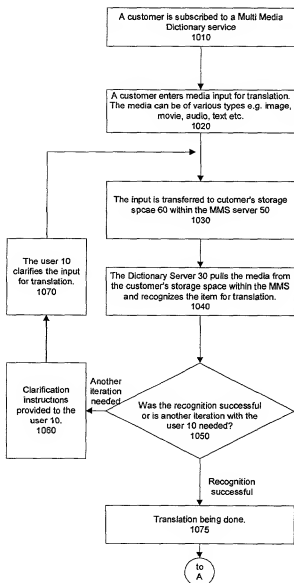 A customer is subscribed to a Multi Media
Dictionary service
1010
A customer enters media input for translation.
The media can be of various types e.g. image,
movie, audio, text etc.
1020
The input is transferred to cutomer's storage
spcae 60 within the MMS server 50
1030
The user 10
clarifies the input
for translation.
1070
The Dictionary Server 30 pulls the media from
the customer's storage space within the MMS
and recognizes the item for translation.
1040
Another
iteration
needed
Clarification
instructions
provided to the
user 10.
1060
Was the recognition successful
or is another iteration with the
user 10 needed?
1050
Recognition
successful
Translation being done.
1075
to
A